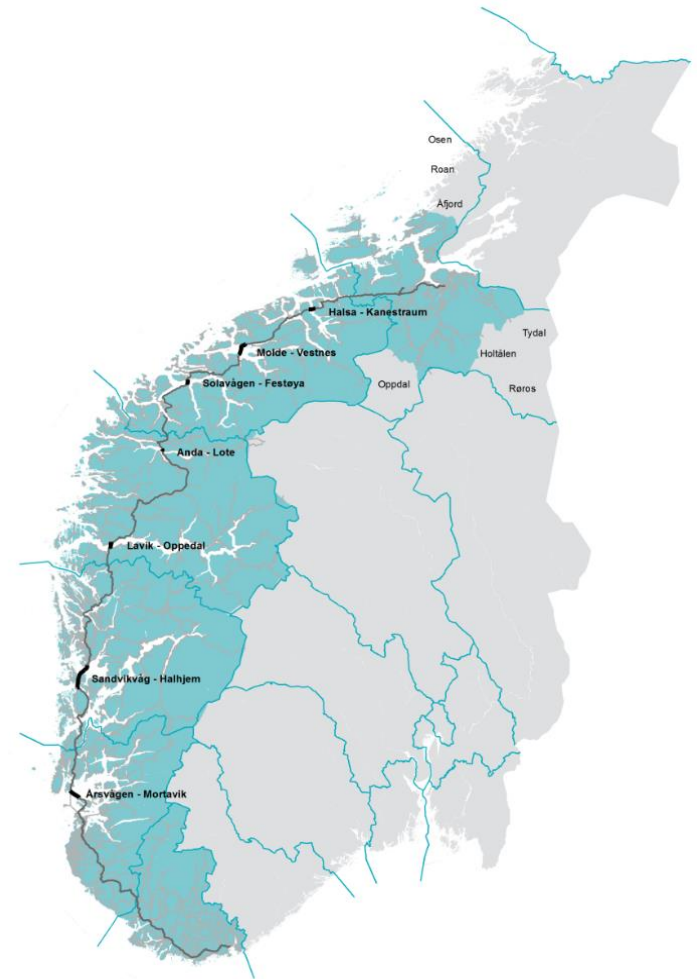 Osen
Roan
Åfjord
Halsa - Kanestraum
Tydal
Molde - Vestnes
Holtålen
Solavågen - Festøya
Oppdal
Røros
Anda - Lote
Lavik - Oppedal
Sandvikvåg - Halhjem
Arsvågen - Mortavik